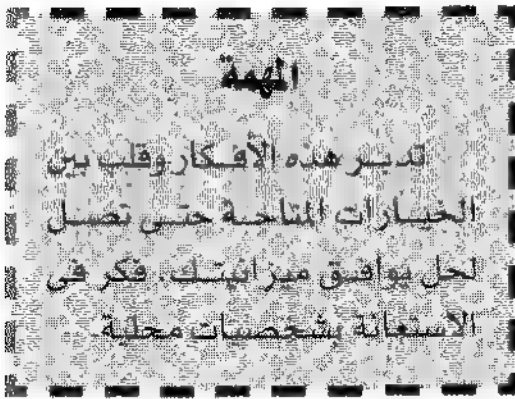 المهمة
تدبر هذه الأفكار وقلب بين
الخيارات المتاحة حتى تصل
لحل يوافق ميزانيتك. فكر في
الاستعانة بشخصيات محلية.